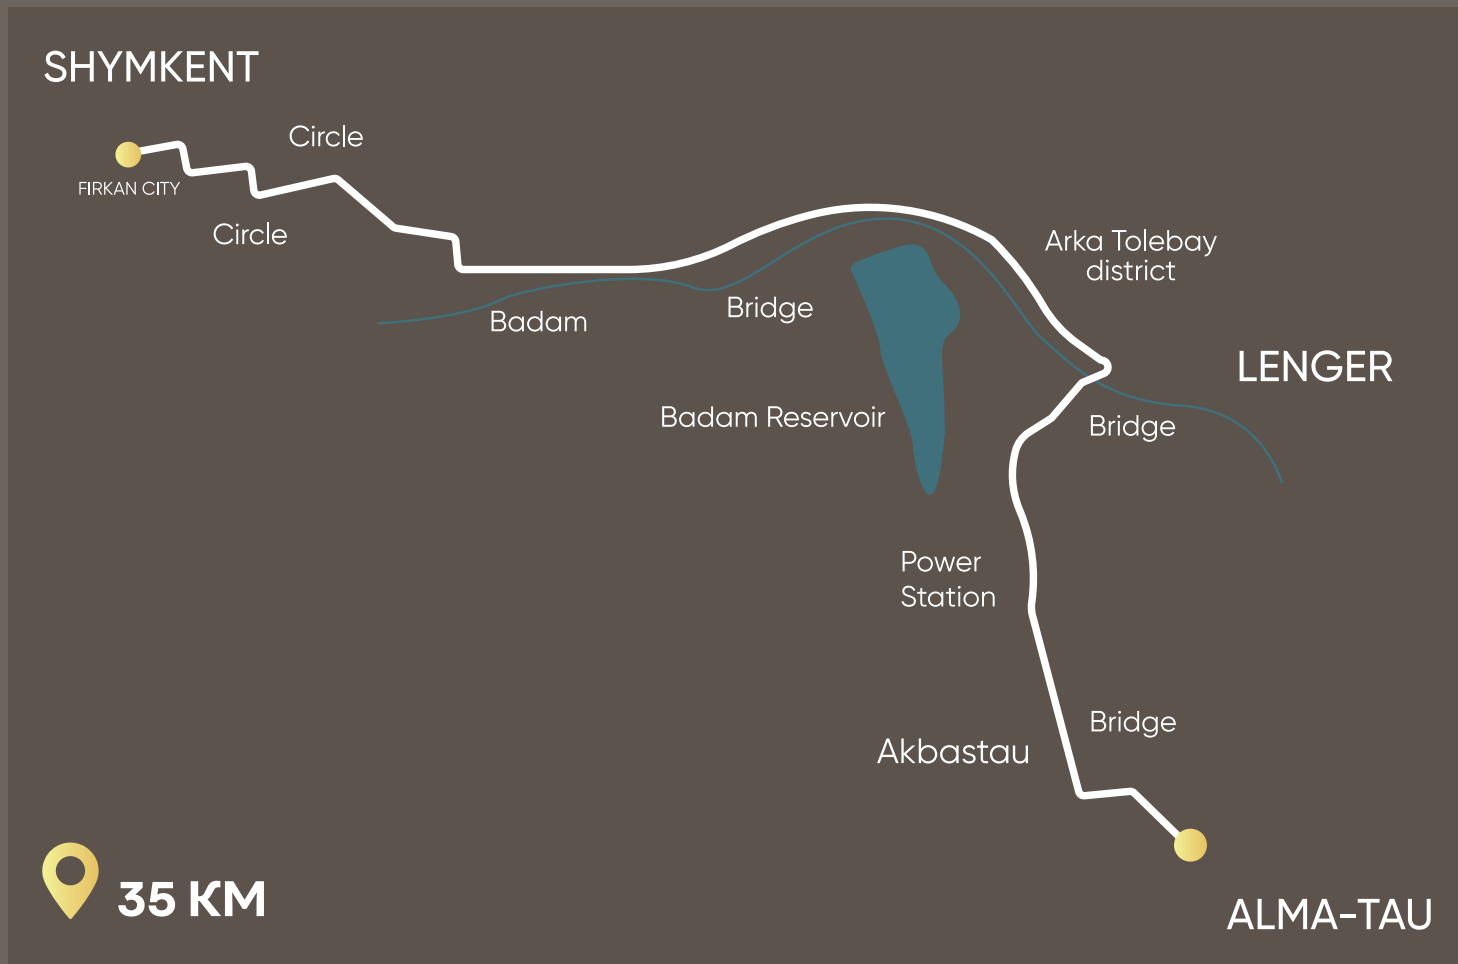 SHYMKENT
Circle
FIRKAN CITY
Circle
Arka Tolebay
district
Bridge
Badam
LENGER
Badam Reservoir
Bridge
Power
Station
Bridge
Akbastau
35 KM
ALMA-TAU